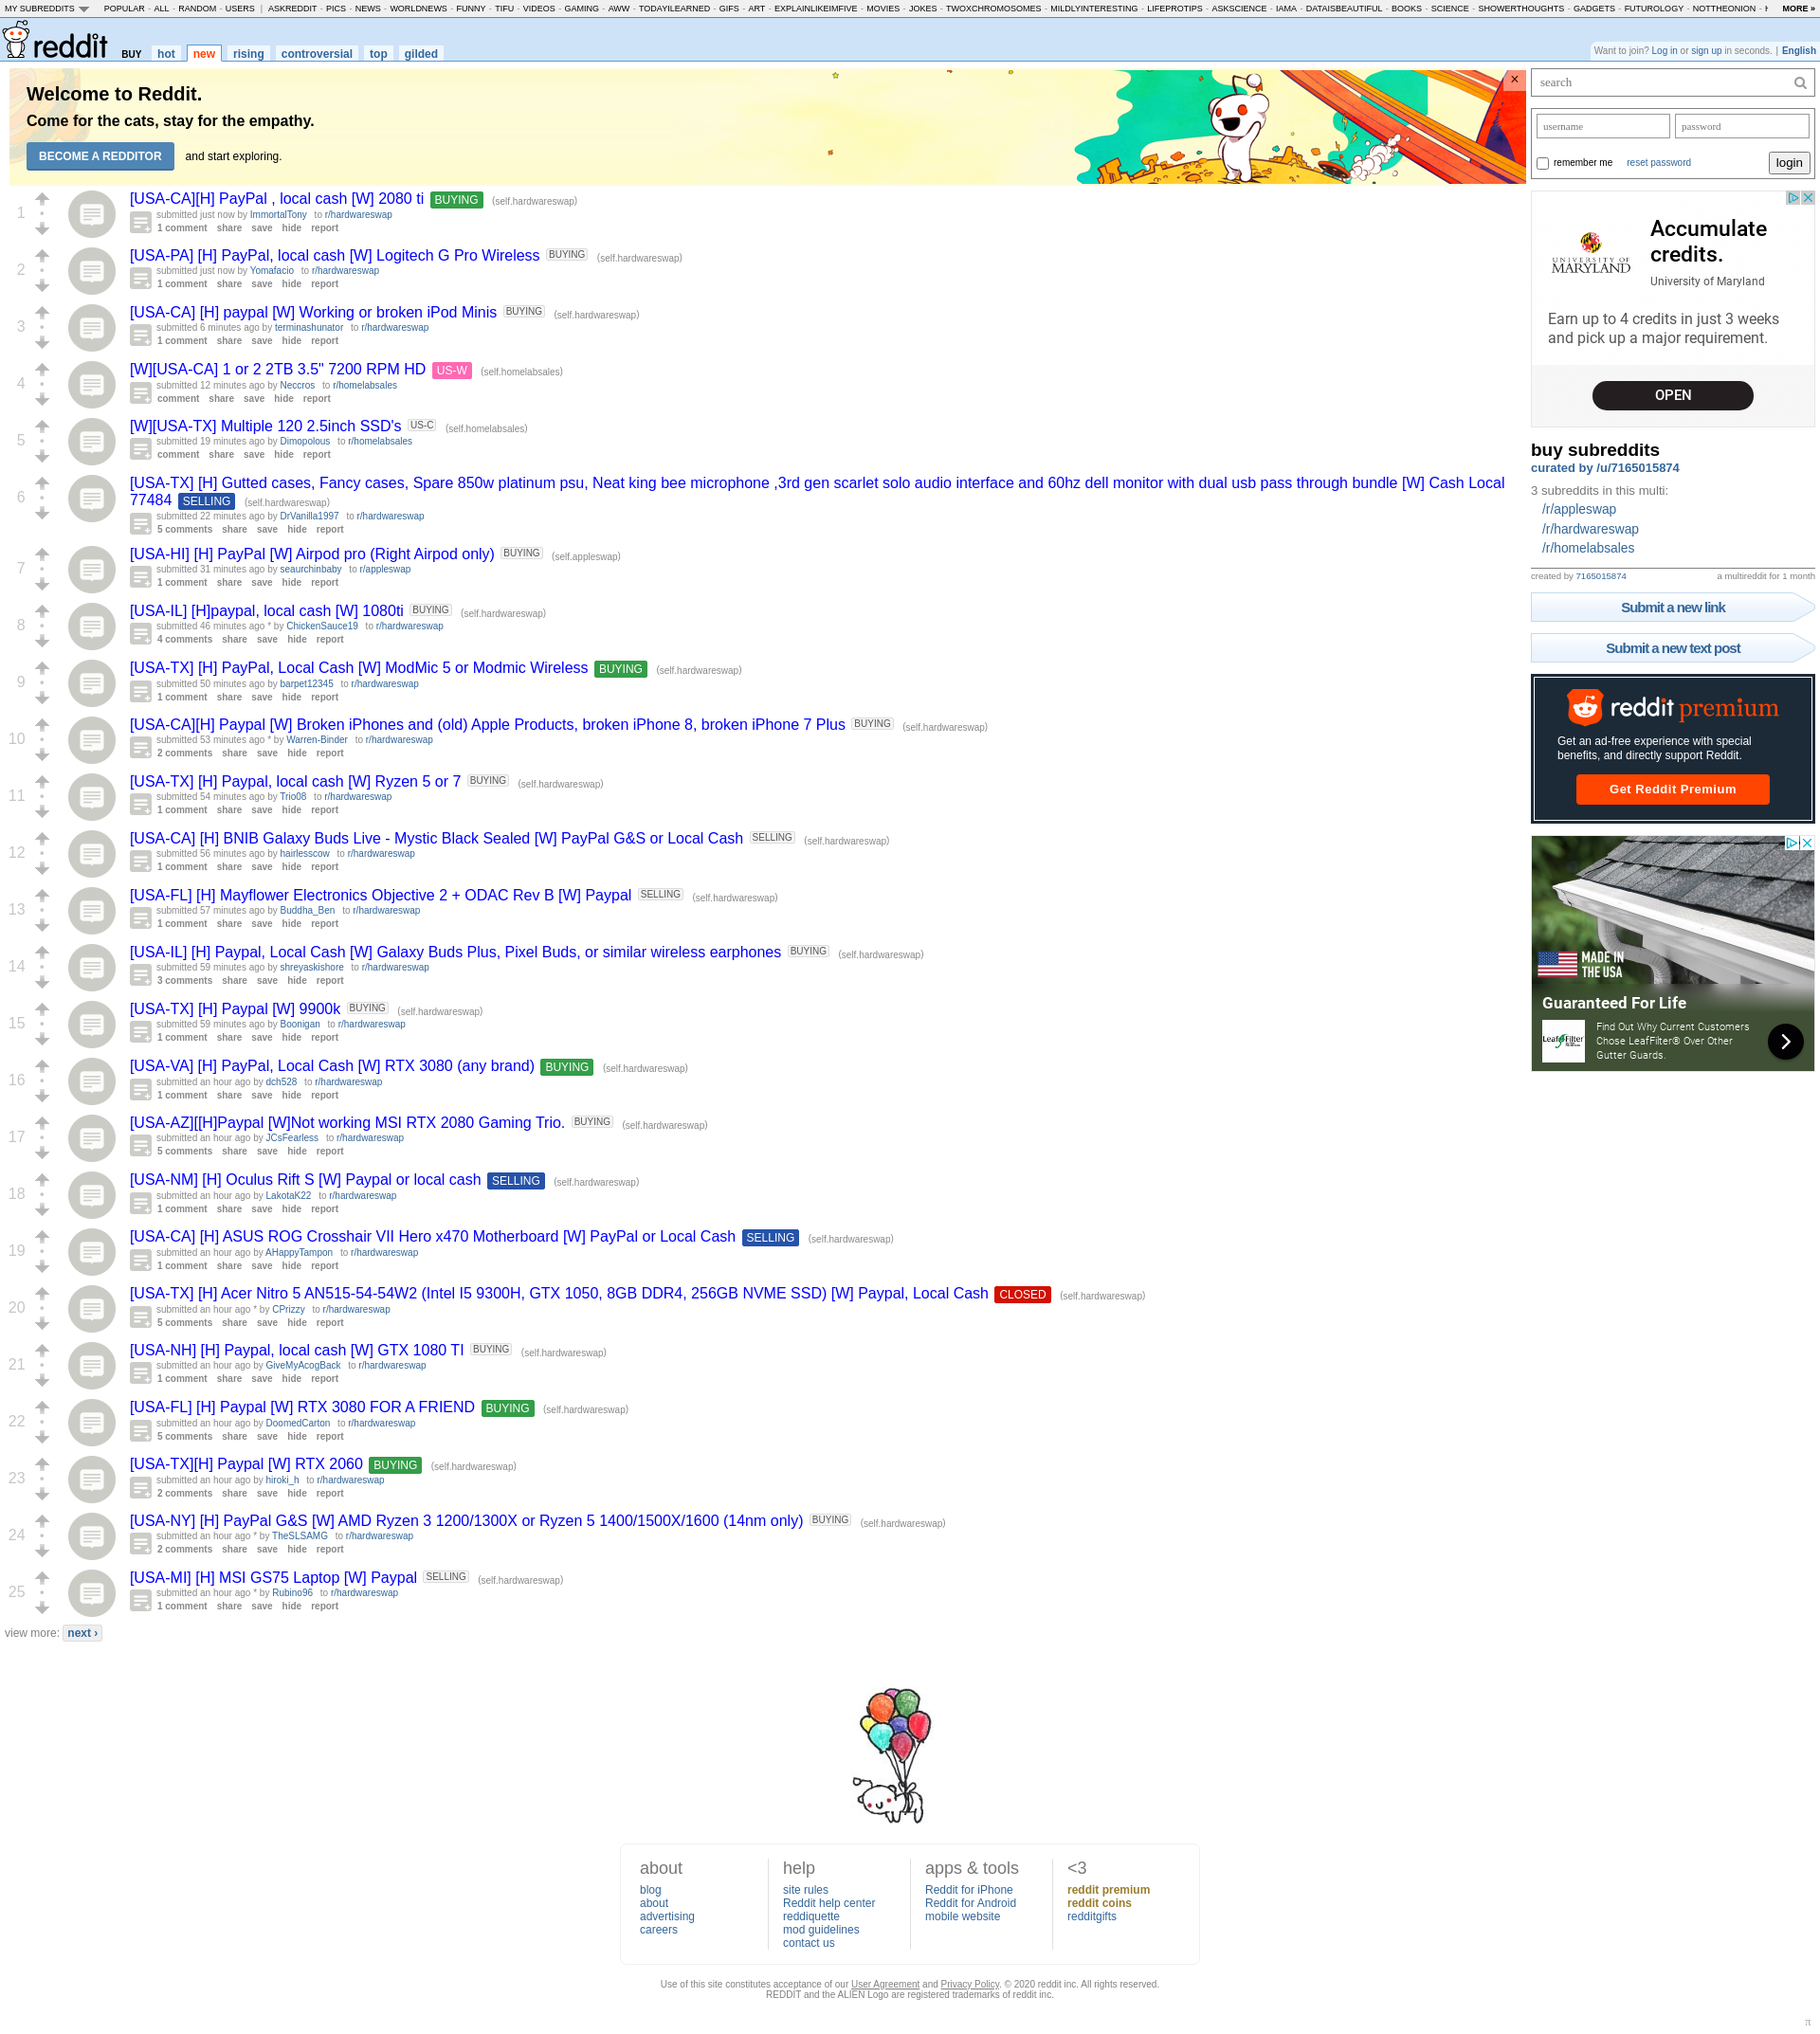 MY SUBREDDITS POPULAR - ALL - RANDOM - USERS | ASKREDDIT - PICS - NEWS - WORLDNEWS - FUNNY - TIFU - VIDEOS - GAMING - AWW - TODAYILEARNED - GIFS - ART - EXPLAINLIKEIMFIVE - MOVIES - JOKES - TWOXCHROMOSOMES - MILDLYINTERESTING - LIFEPROTIPS - ASKSCIENCE - IAMA - DATAISBEAUTIFUL - BOOKS - SCIENCE - SHOWERTHOUGHTS - GADGETS - FUTUROLOGY - NOTTHEONION - MORE »
reddit BUY hot new rising controversial top gilded
Want to join? Log in or sign up in seconds. | English
Welcome to Reddit.
Come for the cats, stay for the empathy.
BECOME A REDDITOR and start exploring.
×
1
[USA-CA][H] PayPal , local cash [W] 2080 ti BUYING (self.hardwareswap)
submitted just now by ImmortalTony to r/hardwareswap
1 comment share save hide report
2
[USA-PA] [H] PayPal, local cash [W] Logitech G Pro Wireless BUYING (self.hardwareswap)
submitted just now by Yomafacio to r/hardwareswap
1 comment share save hide report
3
[USA-CA] [H] paypal [W] Working or broken iPod Minis BUYING (self.hardwareswap)
submitted 6 minutes ago by terminashunator to r/hardwareswap
1 comment share save hide report
4
[W][USA-CA] 1 or 2 2TB 3.5" 7200 RPM HD US-W (self.homelabsales)
submitted 12 minutes ago by Neccros to r/homelabsales
comment share save hide report
5
[W][USA-TX] Multiple 120 2.5inch SSD's US-C (self.homelabsales)
submitted 19 minutes ago by Dimopolous to r/homelabsales
comment share save hide report
6
[USA-TX] [H] Gutted cases, Fancy cases, Spare 850w platinum psu, Neat king bee microphone ,3rd gen scarlet solo audio interface and 60hz dell monitor with dual usb pass through bundle [W] Cash Local
77484 SELLING (self.hardwareswap)
submitted 22 minutes ago by DrVanilla1997 to r/hardwareswap
5 comments share save hide report
7
[USA-HI] [H] PayPal [W] Airpod pro (Right Airpod only) BUYING (self.appleswap)
submitted 31 minutes ago by seaurchinbaby to r/appleswap
1 comment share save hide report
8
[USA-IL] [H]paypal, local cash [W] 1080ti BUYING (self.hardwareswap)
submitted 46 minutes ago * by ChickenSauce19 to r/hardwareswap
4 comments share save hide report
9
[USA-TX] [H] PayPal, Local Cash [W] ModMic 5 or Modmic Wireless BUYING (self.hardwareswap)
submitted 50 minutes ago by barpet12345 to r/hardwareswap
1 comment share save hide report
10
[USA-CA][H] Paypal [W] Broken iPhones and (old) Apple Products, broken iPhone 8, broken iPhone 7 Plus BUYING (self.hardwareswap)
submitted 53 minutes ago * by Warren-Binder to r/hardwareswap
2 comments share save hide report
11
[USA-TX] [H] Paypal, local cash [W] Ryzen 5 or 7 BUYING (self.hardwareswap)
submitted 54 minutes ago by Trio08 to r/hardwareswap
1 comment share save hide report
12
[USA-CA] [H] BNIB Galaxy Buds Live - Mystic Black Sealed [W] PayPal G&S or Local Cash SELLING (self.hardwareswap)
submitted 56 minutes ago by hairlesscow to r/hardwareswap
1 comment share save hide report
13
[USA-FL] [H] Mayflower Electronics Objective 2 + ODAC Rev B [W] Paypal SELLING (self.hardwareswap)
submitted 57 minutes ago by Buddha_Ben to r/hardwareswap
1 comment share save hide report
14
[USA-IL] [H] Paypal, Local Cash [W] Galaxy Buds Plus, Pixel Buds, or similar wireless earphones BUYING (self.hardwareswap)
submitted 59 minutes ago by shreyaskishore to r/hardwareswap
3 comments share save hide report
15
[USA-TX] [H] Paypal [W] 9900k BUYING (self.hardwareswap)
submitted 59 minutes ago by Boonigan to r/hardwareswap
1 comment share save hide report
16
[USA-VA] [H] PayPal, Local Cash [W] RTX 3080 (any brand) BUYING (self.hardwareswap)
submitted an hour ago by dch528 to r/hardwareswap
1 comment share save hide report
17
[USA-AZ][[H]Paypal [W]Not working MSI RTX 2080 Gaming Trio. BUYING (self.hardwareswap)
submitted an hour ago by JCsFearless to r/hardwareswap
5 comments share save hide report
18
[USA-NM] [H] Oculus Rift S [W] Paypal or local cash SELLING (self.hardwareswap)
submitted an hour ago by LakotaK22 to r/hardwareswap
1 comment share save hide report
19
[USA-CA] [H] ASUS ROG Crosshair VII Hero x470 Motherboard [W] PayPal or Local Cash SELLING (self.hardwareswap)
submitted an hour ago by AHappyTampon to r/hardwareswap
1 comment share save hide report
20
[USA-TX] [H] Acer Nitro 5 AN515-54-54W2 (Intel I5 9300H, GTX 1050, 8GB DDR4, 256GB NVME SSD) [W] Paypal, Local Cash CLOSED (self.hardwareswap)
submitted an hour ago * by CPrizzy to r/hardwareswap
5 comments share save hide report
21
[USA-NH] [H] Paypal, local cash [W] GTX 1080 TI BUYING (self.hardwareswap)
submitted an hour ago by GiveMyAcogBack to r/hardwareswap
1 comment share save hide report
22
[USA-FL] [H] Paypal [W] RTX 3080 FOR A FRIEND BUYING (self.hardwareswap)
submitted an hour ago by DoomedCarton to r/hardwareswap
5 comments share save hide report
23
[USA-TX][H] Paypal [W] RTX 2060 BUYING (self.hardwareswap)
submitted an hour ago by hiroki_h to r/hardwareswap
2 comments share save hide report
24
[USA-NY] [H] PayPal G&S [W] AMD Ryzen 3 1200/1300X or Ryzen 5 1400/1500X/1600 (14nm only) BUYING (self.hardwareswap)
submitted an hour ago * by TheSLSAMG to r/hardwareswap
2 comments share save hide report
25
[USA-MI] [H] MSI GS75 Laptop [W] Paypal SELLING (self.hardwareswap)
submitted an hour ago * by Rubino96 to r/hardwareswap
1 comment share save hide report
view more: next ›
search
username password
remember me reset password login
UNIVERSITY OF
MARYLAND
Accumulate
credits.
University of Maryland
Earn up to 4 credits in just 3 weeks
and pick up a major requirement.
OPEN
buy subreddits
curated by /u/7165015874
3 subreddits in this multi:
/r/appleswap
/r/hardwareswap
/r/homelabsales
created by 7165015874 a multireddit for 1 month
Submit a new link
Submit a new text post
reddit premium
Get an ad-free experience with special
benefits, and directly support Reddit.
Get Reddit Premium
MADE IN
THE USA
Guaranteed For Life
LeafFilter
Find Out Why Current Customers
Chose LeafFilter® Over Other
Gutter Guards.
about
blog
about
advertising
careers
help
site rules
Reddit help center
reddiquette
mod guidelines
contact us
apps & tools
Reddit for iPhone
Reddit for Android
mobile website
<3
reddit premium
reddit coins
redditgifts
Use of this site constitutes acceptance of our User Agreement and Privacy Policy. © 2020 reddit inc. All rights reserved.
REDDIT and the ALIEN Logo are registered trademarks of reddit inc.
π